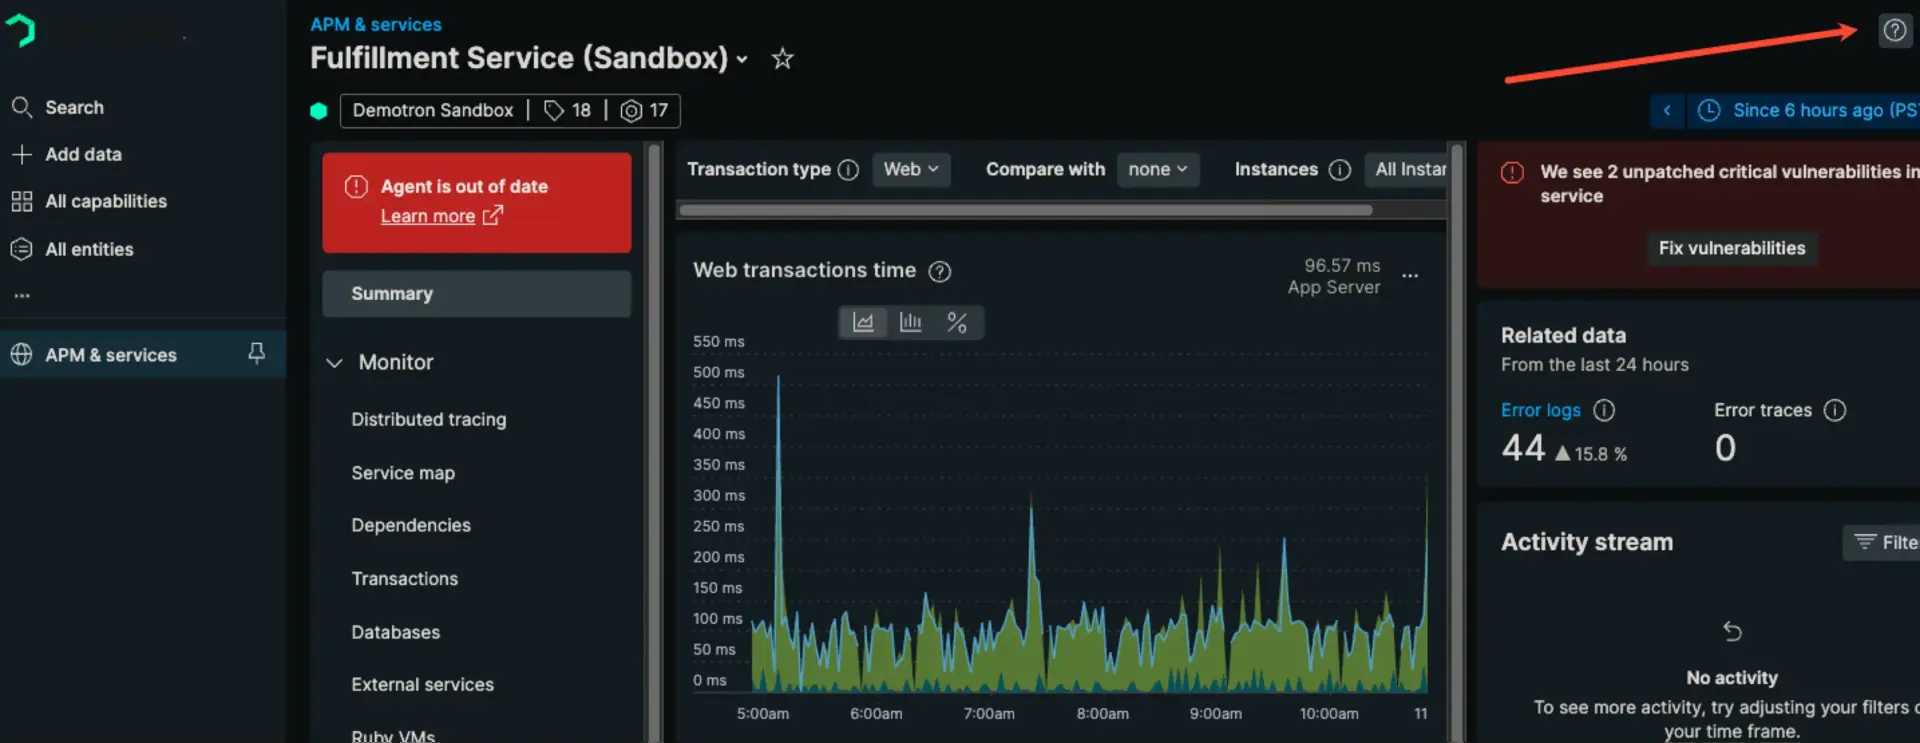 Search
Add data
All capabilities
All entities
...
APM & services
APM & services
Fulfillment Service (Sandbox)
Demotron Sandbox | 18 | 17
Since 6 hours ago (PS
Agent is out of date
Learn more
Summary
Monitor
Distributed tracing
Service map
Dependencies
Transactions
Databases
External services
Ruby VMs
Transaction type Web Compare with none Instances All Instar
Web transactions time
96.57 ms
App Server
...
%
550 ms
500 ms
450 ms
400 ms
350 ms
300 ms
250 ms
200 ms
150 ms
100 ms
50 ms
0 ms
5:00am 6:00am 7:00am 8:00am 9:00am 10:00am 11
We see 2 unpatched critical vulnerabilities in
service
Fix vulnerabilities
Related data
From the last 24 hours
Error logs Error traces
44 ▲15.8 % 0
Activity stream Filte
No activity
To see more activity, try adjusting your filters o
your time frame.